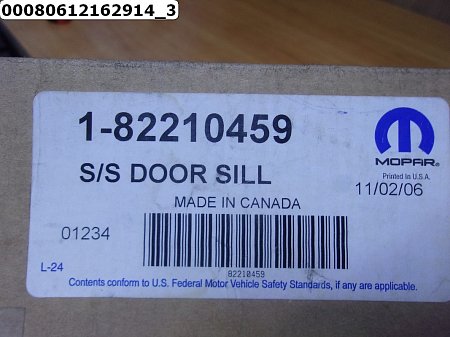 00080612162914_3
1-82210459
MOPAR®
S/S DOOR SILL
Printed In U.S.A.
11/02/06
MADE IN CANADA
01234
L-24
82210459
Contents conform to U.S. Federal Motor Vehicle Safety Standards, if any are applicable.